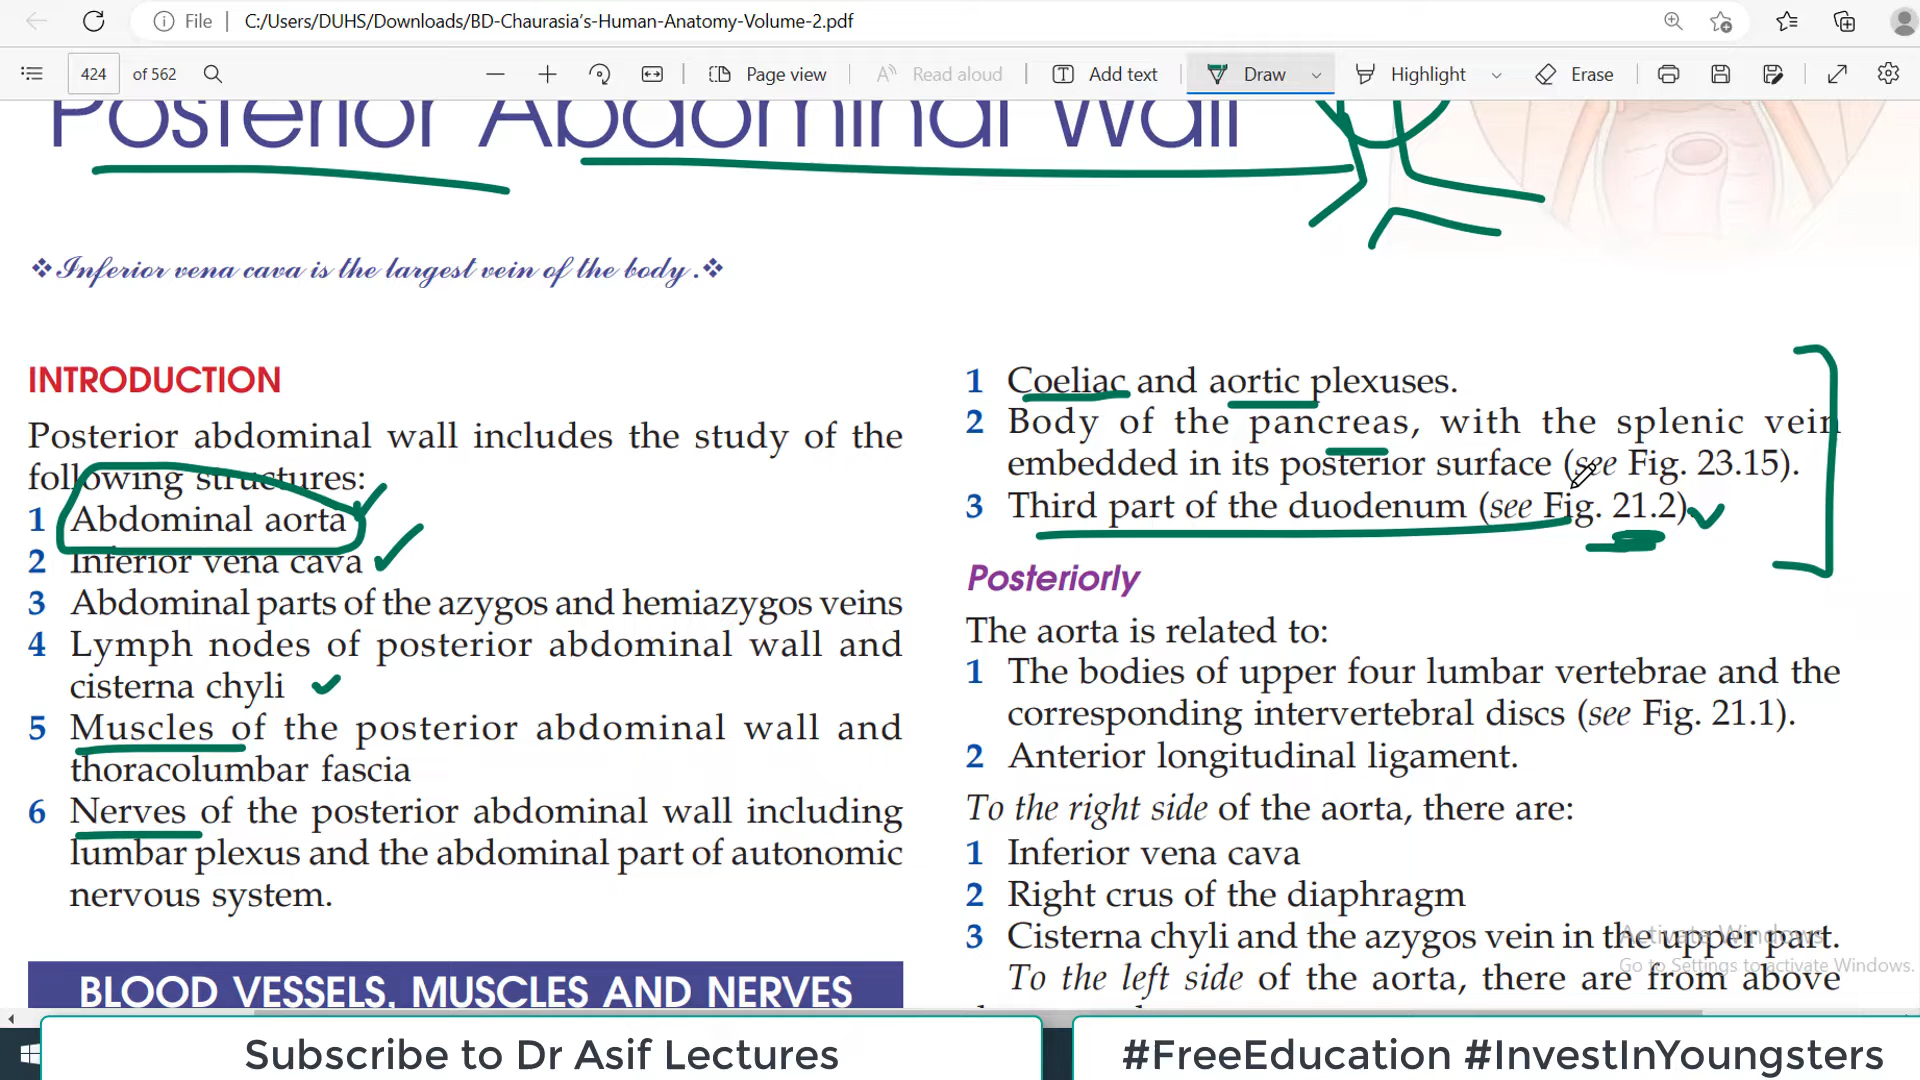 File
C:/Users/DUHS/Downloads/BD-Chaurasia's-Human-Anatomy-Volume-2.pdf
424 of 562
Page view
Read aloud
Add text
Draw
Highlight
Erase
Posterior Abdominal Wall
Inferior vena cava is the largest vein of the body.
INTRODUCTION
Posterior abdominal wall includes the study of the
following structures:
1 Abdominal aorta
2 Inferior vena cava
3 Abdominal parts of the azygos and hemiazygos veins
4 Lymph nodes of posterior abdominal wall and
cisterna chyli
5 Muscles of the posterior abdominal wall and
thoracolumbar fascia
6 Nerves of the posterior abdominal wall including
lumbar plexus and the abdominal part of autonomic
nervous system.
BLOOD VESSELS, MUSCLES AND NERVES
1 Coeliac and aortic plexuses.
2 Body of the pancreas, with the splenic vein
embedded in its posterior surface (see Fig. 23.15).
3 Third part of the duodenum (see Fig. 21.2)
Posteriorly
The aorta is related to:
1 The bodies of upper four lumbar vertebrae and the
corresponding intervertebral discs (see Fig. 21.1).
2 Anterior longitudinal ligament.
To the right side of the aorta, there are:
1 Inferior vena cava
2 Right crus of the diaphragm
3 Cisterna chyli and the azygos vein in the upper part.
To the left side of the aorta, there are from above
Activate Windows
Go to Settings to activate Windows.
Subscribe to Dr Asif Lectures
#FreeEducation #InvestInYoungsters